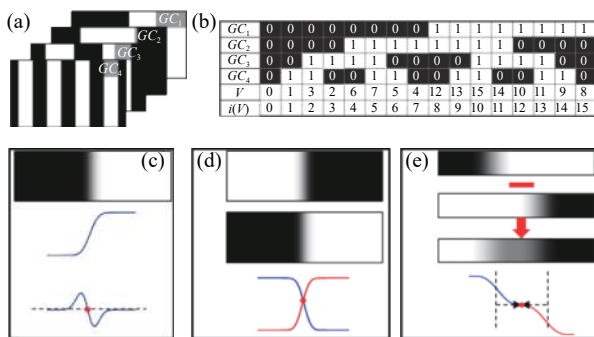 (a)
GC1
GC2
GC3
GC4
(b)
GC1 0 0 0 0 0 0 0 0 1 1 1 1 1 1 1 1
GC2 0 0 0 0 1 1 1 1 1 1 1 1 0 0 0 0
GC3 0 0 1 1 1 1 0 0 0 0 1 1 1 1 0 0
GC4 0 1 1 0 0 1 1 0 0 1 1 0 0 1 1 0
V 0 1 3 2 6 7 5 4 12 13 15 14 10 11 9 8
i(V) 0 1 2 3 4 5 6 7 8 9 10 11 12 13 14 15
(c)
(d)
(e)